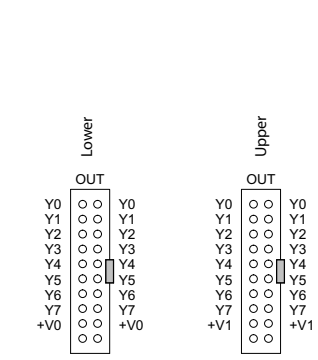 Lower Upper
OUT OUT
Y0 Y0 Y0 Y0
Y1 Y1 Y1 Y1
Y2 Y2 Y2 Y2
Y3 Y3 Y3 Y3
Y4 Y4 Y4 Y4
Y5 Y5 Y5 Y5
Y6 Y6 Y6 Y6
Y7 Y7 Y7 Y7
+V0 +V0 +V1 +V1